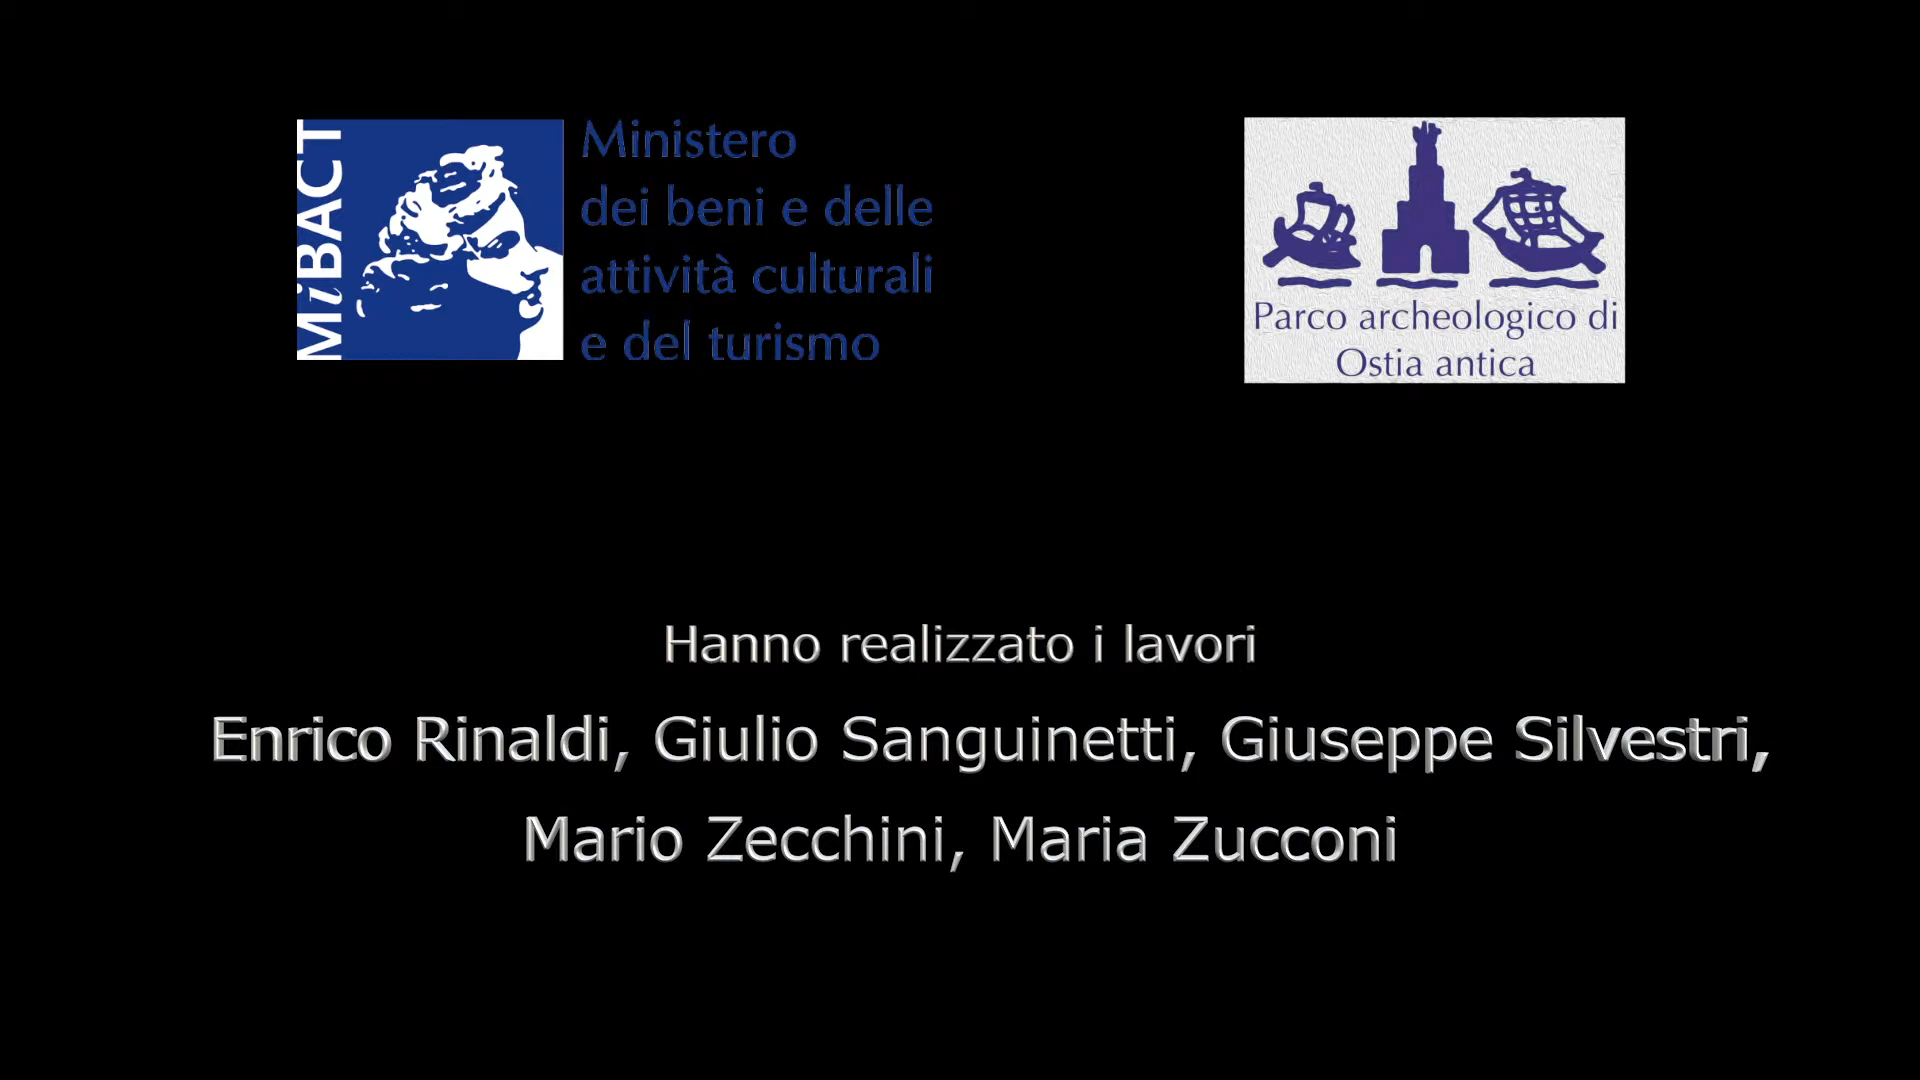 MiBACT
Ministero
dei beni e delle
attività culturali
e del turismo
Parco archeologico di
Ostia antica
Hanno realizzato i lavori
Enrico Rinaldi, Giulio Sanguinetti, Giuseppe Silvestri,
Mario Zecchini, Maria Zucconi